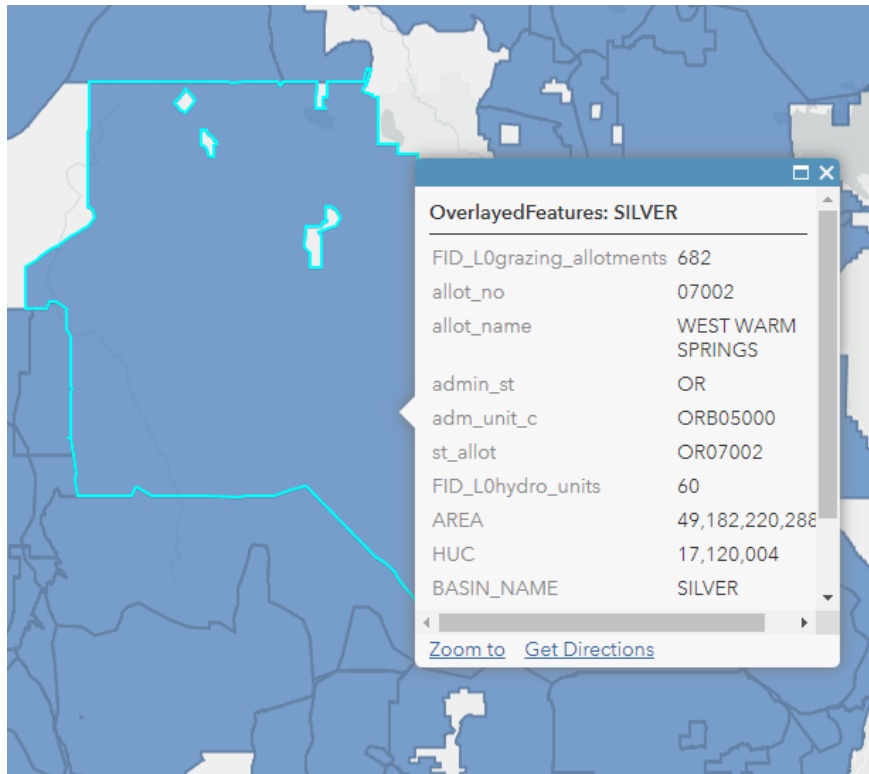 OverlayedFeatures: SILVER
FID_L0grazing_allotments 682
allot_no 07002
allot_name WEST WARM
SPRINGS
admin_st OR
adm_unit_c ORB05000
st_allot OR07002
FID_L0hydro_units 60
AREA 49,182,220,288
HUC 17,120,004
BASIN_NAME SILVER
Zoom to Get Directions